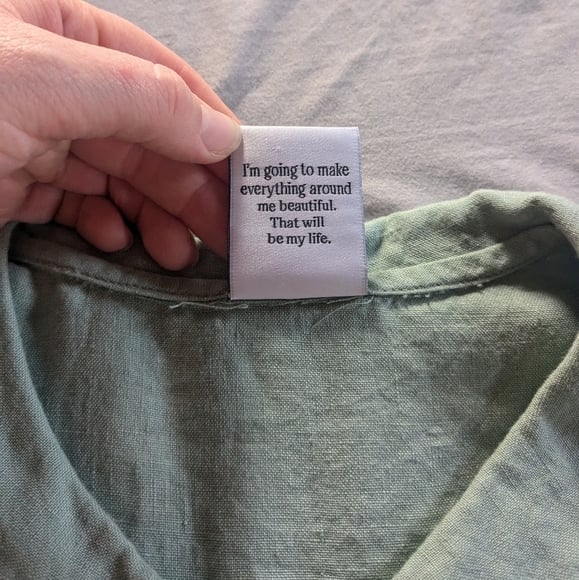 I'm going to make
everything around
me beautiful.
That will
be my life.